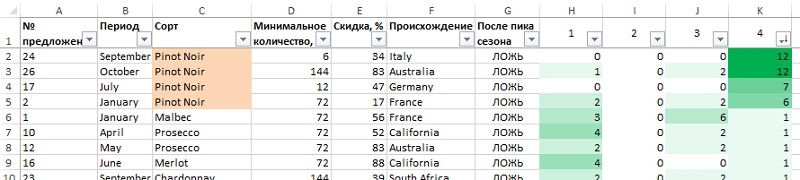 A B C D E F G H I J K
№ Период Сорт Минимальное Скидка, % Происхождение После пика
1 предложен количество, сезона 1 2 3 4
2 24 September Pinot Noir 6 34 Italy ЛОЖЬ 0 0 0 12
3 26 October Pinot Noir 144 83 Australia ЛОЖЬ 1 0 2 12
4 17 July Pinot Noir 12 47 Germany ЛОЖЬ 0 0 0 7
5 2 January Pinot Noir 72 17 France ЛОЖЬ 2 0 2 6
6 1 January Malbec 72 56 France ЛОЖЬ 3 0 6 1
7 10 April Prosecco 72 52 California ЛОЖЬ 4 0 2 1
8 12 May Prosecco 72 83 Australia ЛОЖЬ 2 0 2 1
9 16 June Merlot 72 88 California ЛОЖЬ 4 0 0 1
10 23 September Chardonnay 144 39 South Africa ЛОЖЬ 2 0 2 1